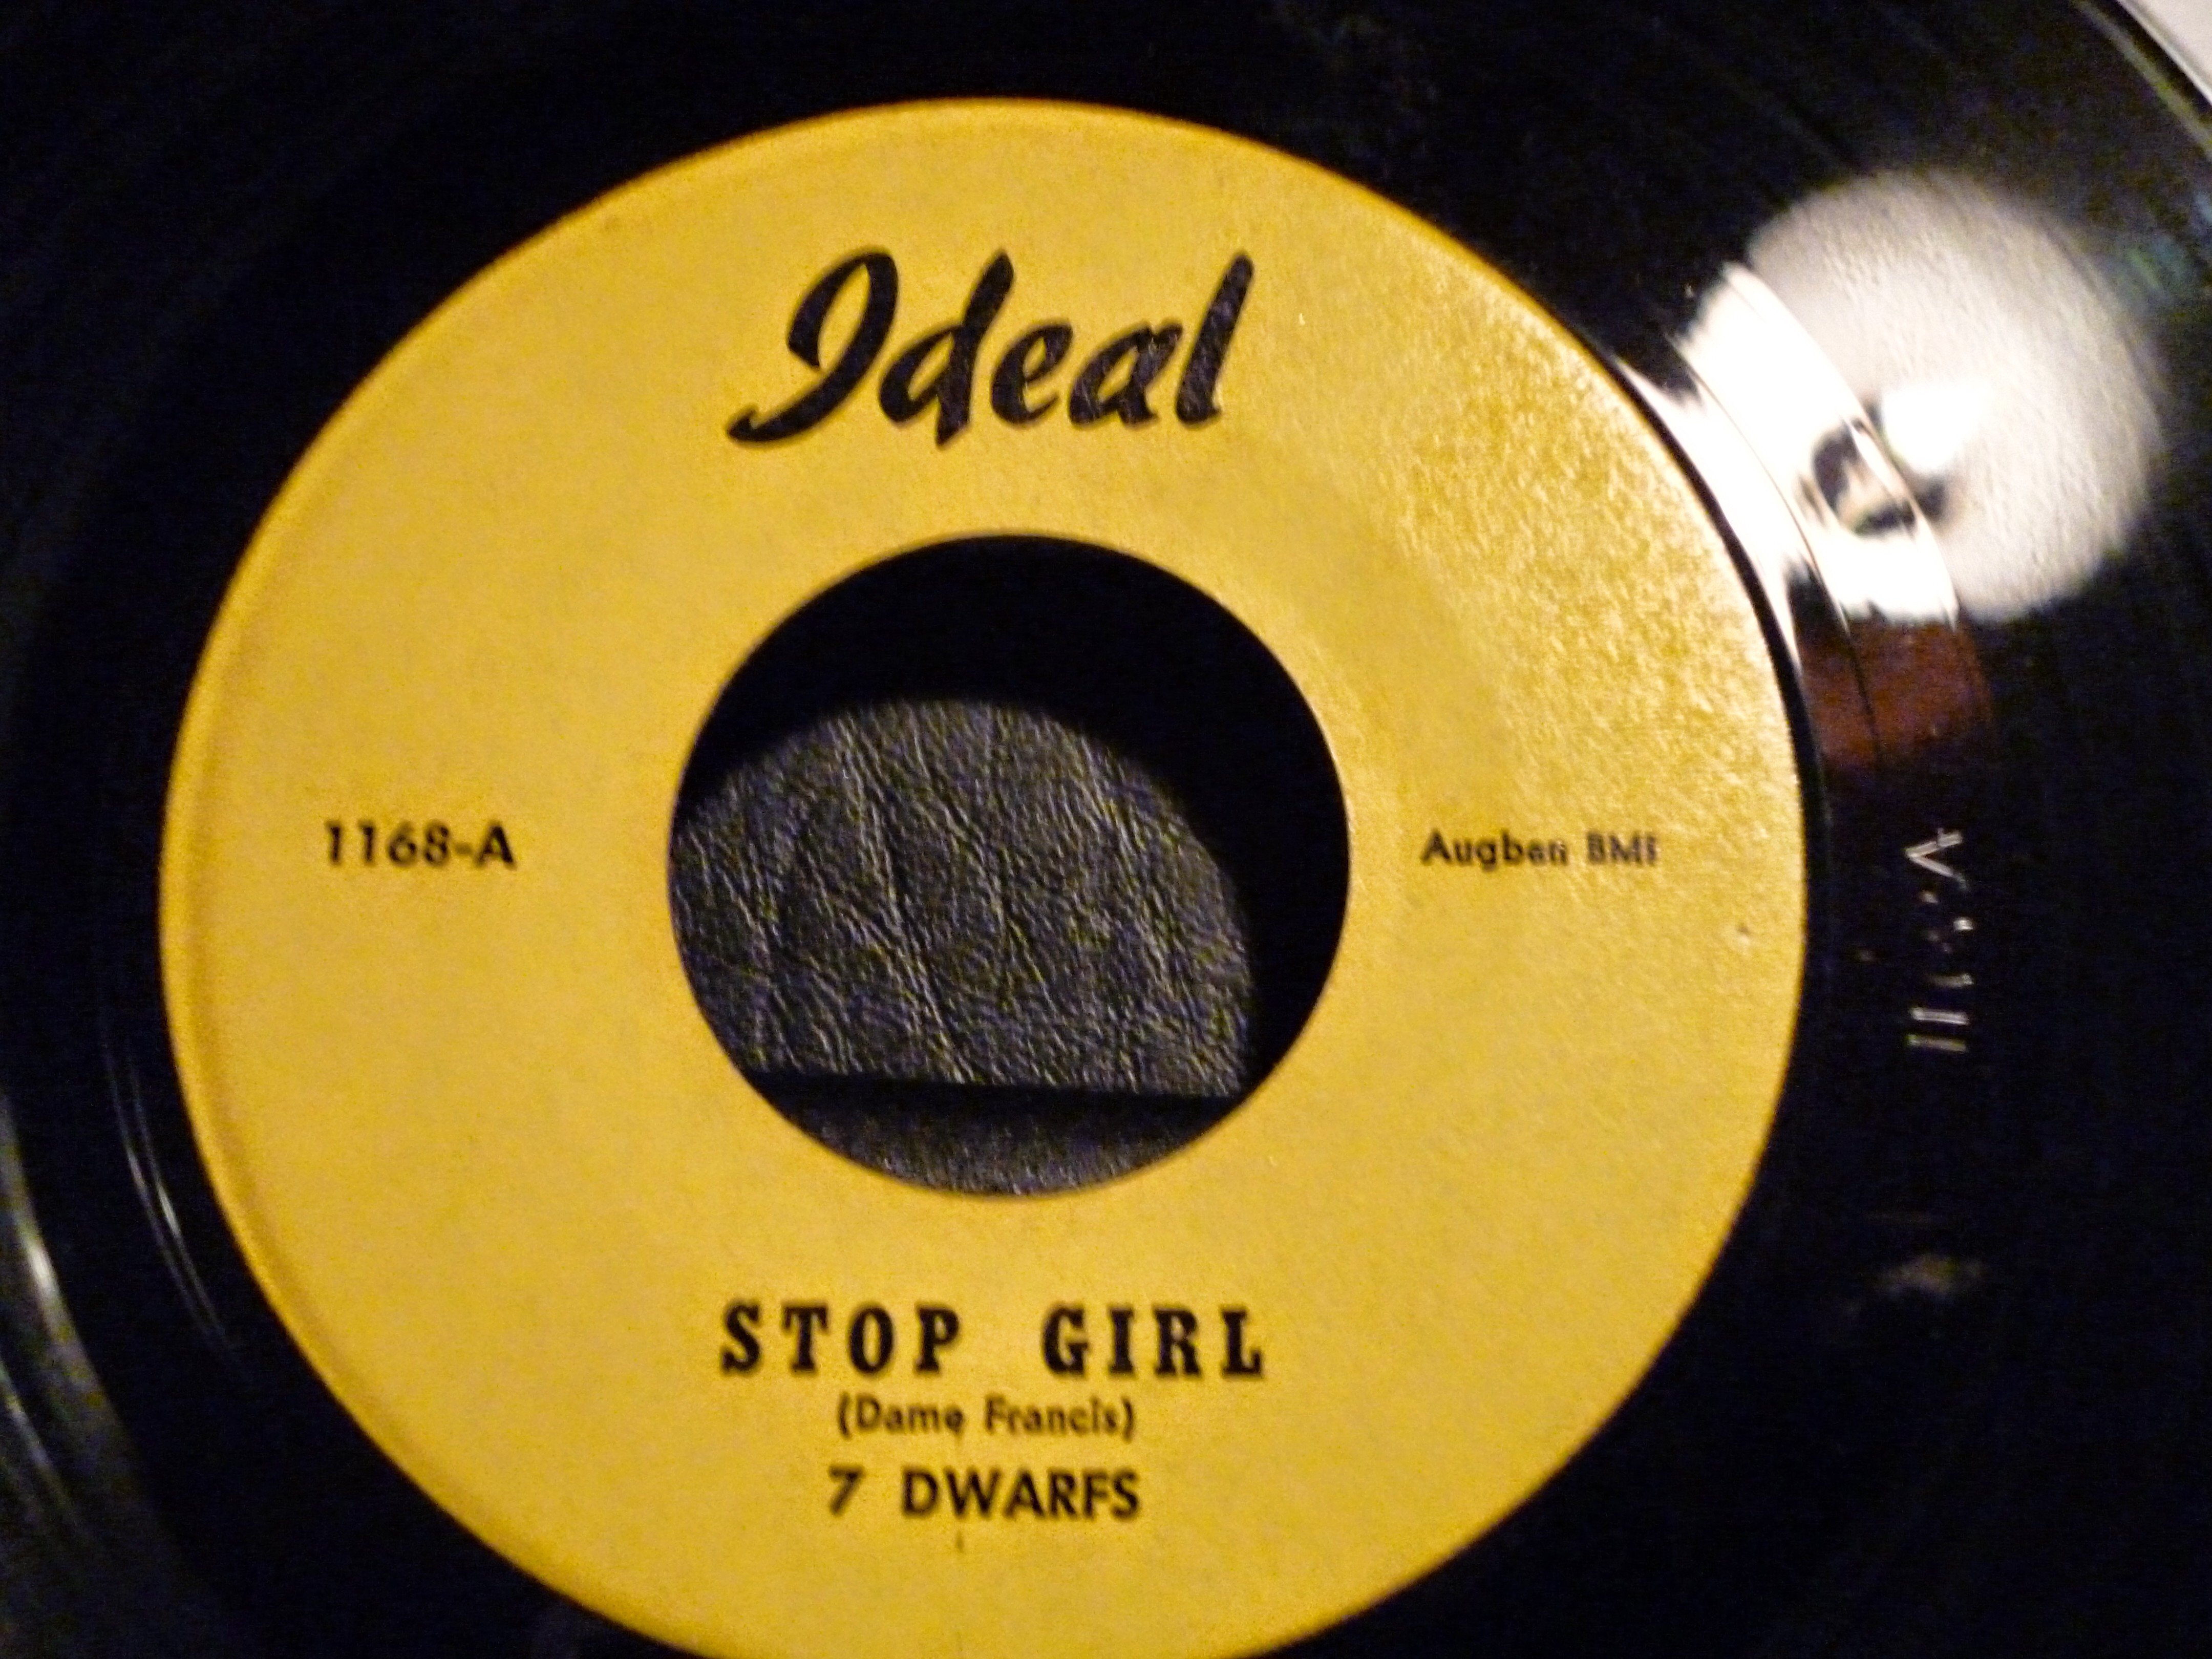 Ideal
1168-A
Augben BMI
STOP GIRL
(Dame Francis)
7 DWARFS